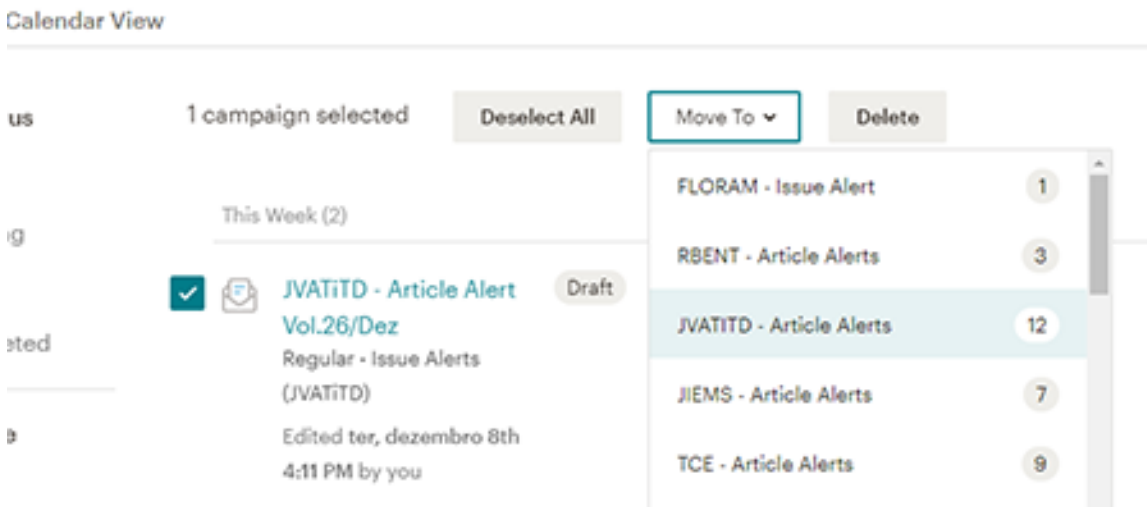 Calendar View
us
1 campaign selected
Deselect All
Move To
Delete
FLORAM - Issue Alert 1
This Week (2)
g
RBENT - Article Alerts 3
JVATiTD - Article Alert
Vol.26/Dez
Draft
Regular - Issue Alerts
(JVATiTD)
JVATITD - Article Alerts 12
eted
JIEMS - Article Alerts 7
Edited ter, dezembro 8th
4:11 PM by you
TCE - Article Alerts 9